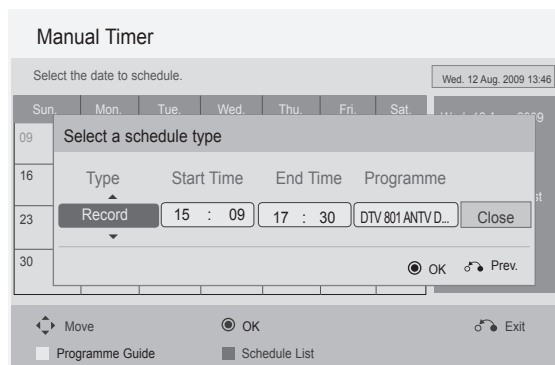 Manual Timer
Select the date to schedule.
Wed. 12 Aug. 2009 13:46
Sun. Mon. Tue. Wed. Thu. Fri. Sat.
09
Select a schedule type
16
Type Start Time End Time Programme
23
Record 15 : 09 17 : 30 DTV 801 ANTV D... Close
30
OK Prev.
Move OK Exit
Programme Guide Schedule List